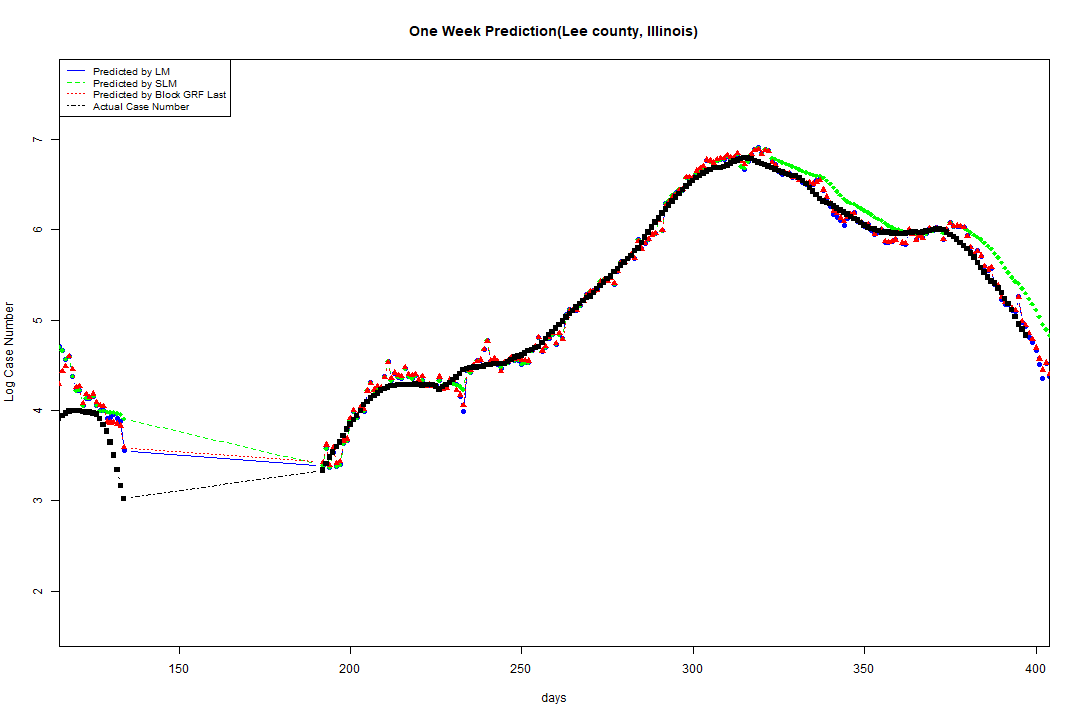 One Week Prediction(Lee county, Illinois)
Predicted by LM
Predicted by SLM
Predicted by Block GRF Last
Actual Case Number
Log Case Number
7
6
5
4
3
2
150 200 250 300 350 400
days